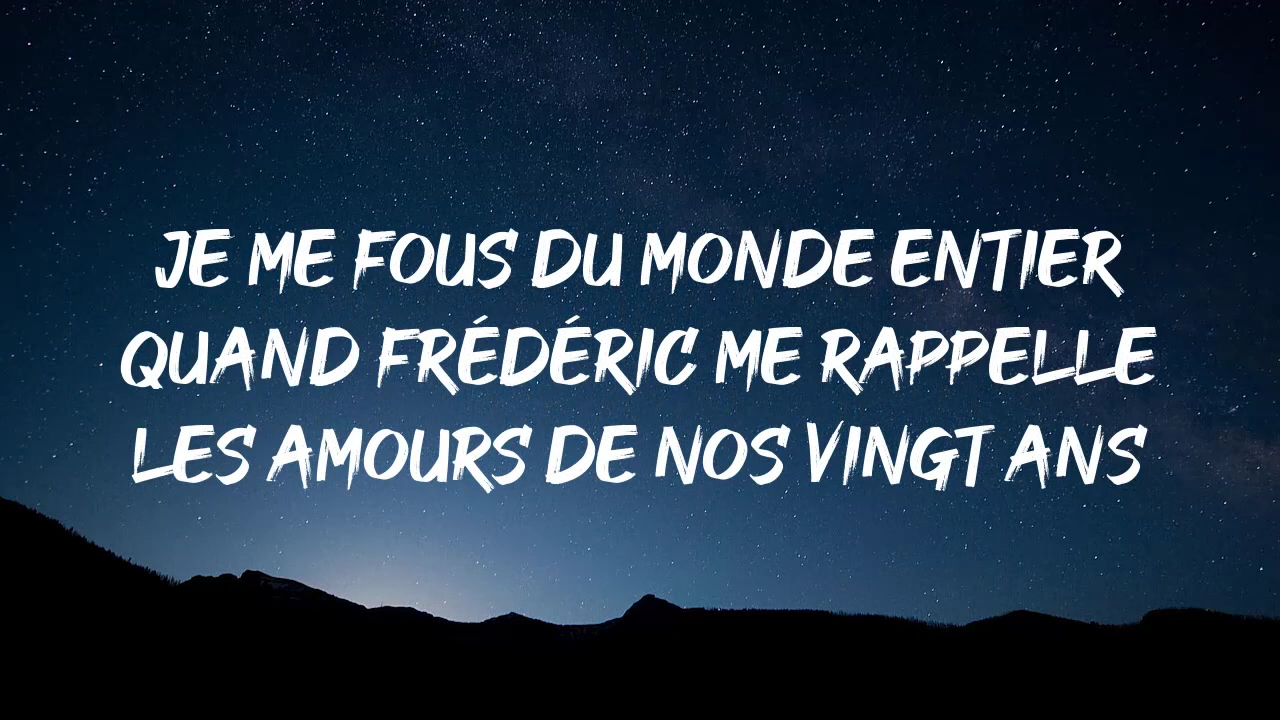 JE ME FOUS DU MONDE ENTIER
QUAND FRÉDÉRIC ME RAPPELLE
LES AMOURS DE NOS VINGT ANS